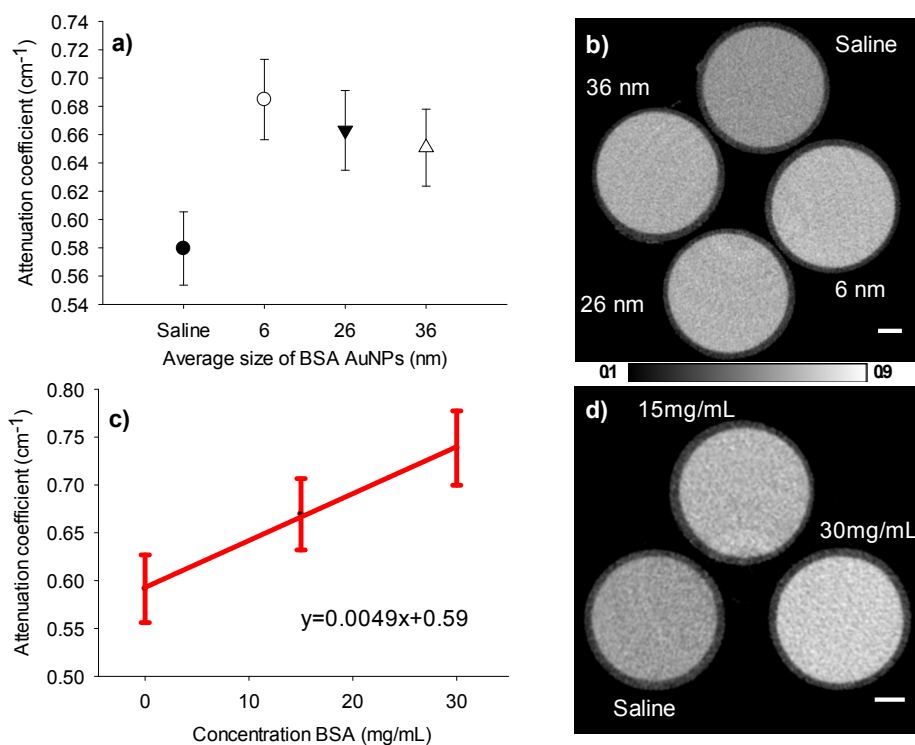 a)
0.74
0.72
0.70
0.68
0.66
0.64
0.62
0.60
0.58
0.56
0.54
Attenuation coefficient (cm⁻¹)
Saline 6 26 36
Average size of BSA AuNPs (nm)
b)
Saline
36 nm
26 nm
6 nm
0.1 0.9
c)
0.80
0.75
0.70
0.65
0.60
0.55
0.50
Attenuation coefficient (cm⁻¹)
y=0.0049x+0.59
0 10 20 30
Concentration BSA (mg/mL)
d)
15mg/mL
30mg/mL
Saline